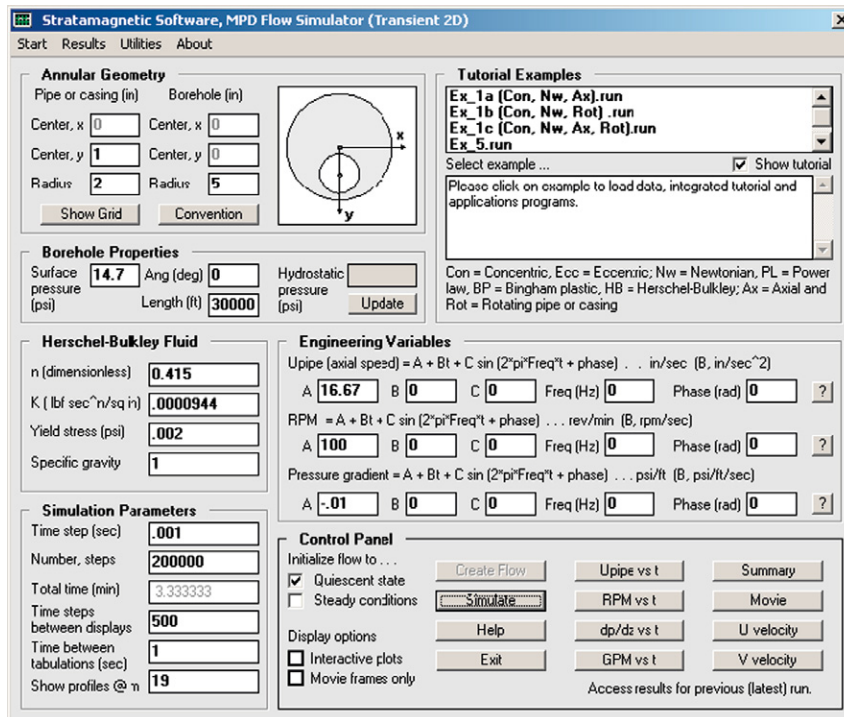 Stratamagnetic Software, MPD Flow Simulator (Transient 2D)
Start Results Utilities About
Annular Geometry
Pipe or casing (in) Borehole (in)
Center, x 0 Center, x 0
Center, y 1 Center, y 0
Radius 2 Radius 5
Show Grid Convention
x
y
Tutorial Examples
Ex_1a (Con, Nw, Ax).run
Ex_1b (Con, Nw, Rot) .run
Ex_1c (Con, Nw, Ax, Rot).run
Ex_5.run
Select example ... Show tutorial
Please click on example to load data, integrated tutorial and
applications programs.
Con = Concentric, Ecc = Eccentric; Nw = Newtonian, PL = Power
law, BP = Bingham plastic, HB = Herschel-Bulkley; Ax = Axial and
Rot = Rotating pipe or casing
Borehole Properties
Surface pressure (psi) 14.7 Ang (deg) 0
Length (ft) 30000
Hydrostatic pressure (psi) Update
Herschel-Bulkley Fluid
n (dimensionless) 0.415
K ( lbf sec^n/sq in) .0000944
Yield stress (psi) .002
Specific gravity 1
Engineering Variables
Upipe (axial speed) = A + Bt + C sin (2*pi*Freq*t + phase) . . in/sec (B, in/sec^2)
A 16.67 B 0 C 0 Freq (Hz) 0 Phase (rad) 0 ?
RPM = A + Bt + C sin (2*pi*Freq*t + phase) . . . rev/min (B, rpm/sec)
A 100 B 0 C 0 Freq (Hz) 0 Phase (rad) 0 ?
Pressure gradient = A + Bt + C sin (2*pi*Freq*t + phase) . . . psi/ft (B, psi/ft/sec)
A -.01 B 0 C 0 Freq (Hz) 0 Phase (rad) 0 ?
Simulation Parameters
Time step (sec) .001
Number, steps 200000
Total time (min) 3.333333
Time steps
between displays 500
Time between
tabulations (sec) 1
Show profiles @ n 19
Control Panel
Initialize flow to . . .
Quiescent state
Steady conditions
Display options
Interactive plots
Movie frames only
Create Flow Upipe vs t Summary
Simulate RPM vs t Movie
Help dp/dz vs t U velocity
Exit GPM vs t V velocity
Access results for previous (latest) run.